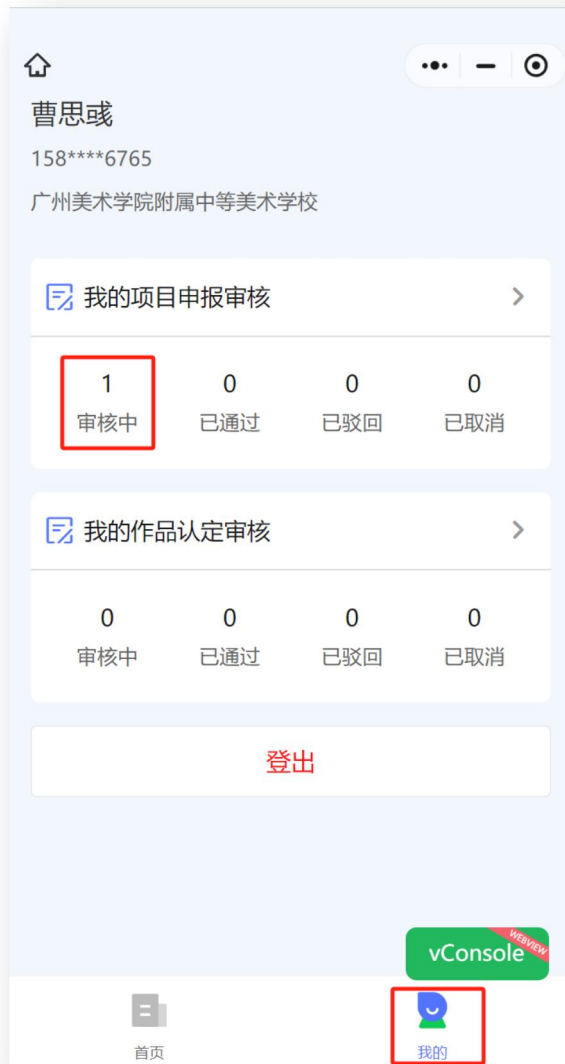 曹思彧
158****6765
广州美术学院附属中等美术学校
我的项目申报审核
1 0 0 0
审核中 已通过 已驳回 已取消
我的作品认定审核
0 0 0 0
审核中 已通过 已驳回 已取消
登出
WEBVIEW
vConsole
首页 我的